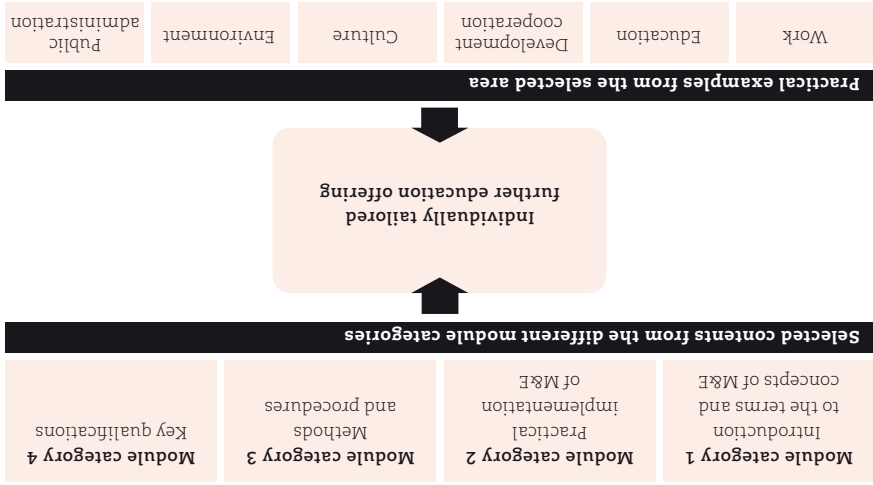 Module category 1
Introduction
to the terms and
concepts of M&E
Module category 2
Practical
implementation
of M&E
Module category 3
Methods
and procedures
Module category 4
Key qualifications
Selected contents from the different module categories
Individually tailored
further education offering
Practical examples from the selected area
Work
Education
Development
cooperation
Culture
Environment
Public
administration